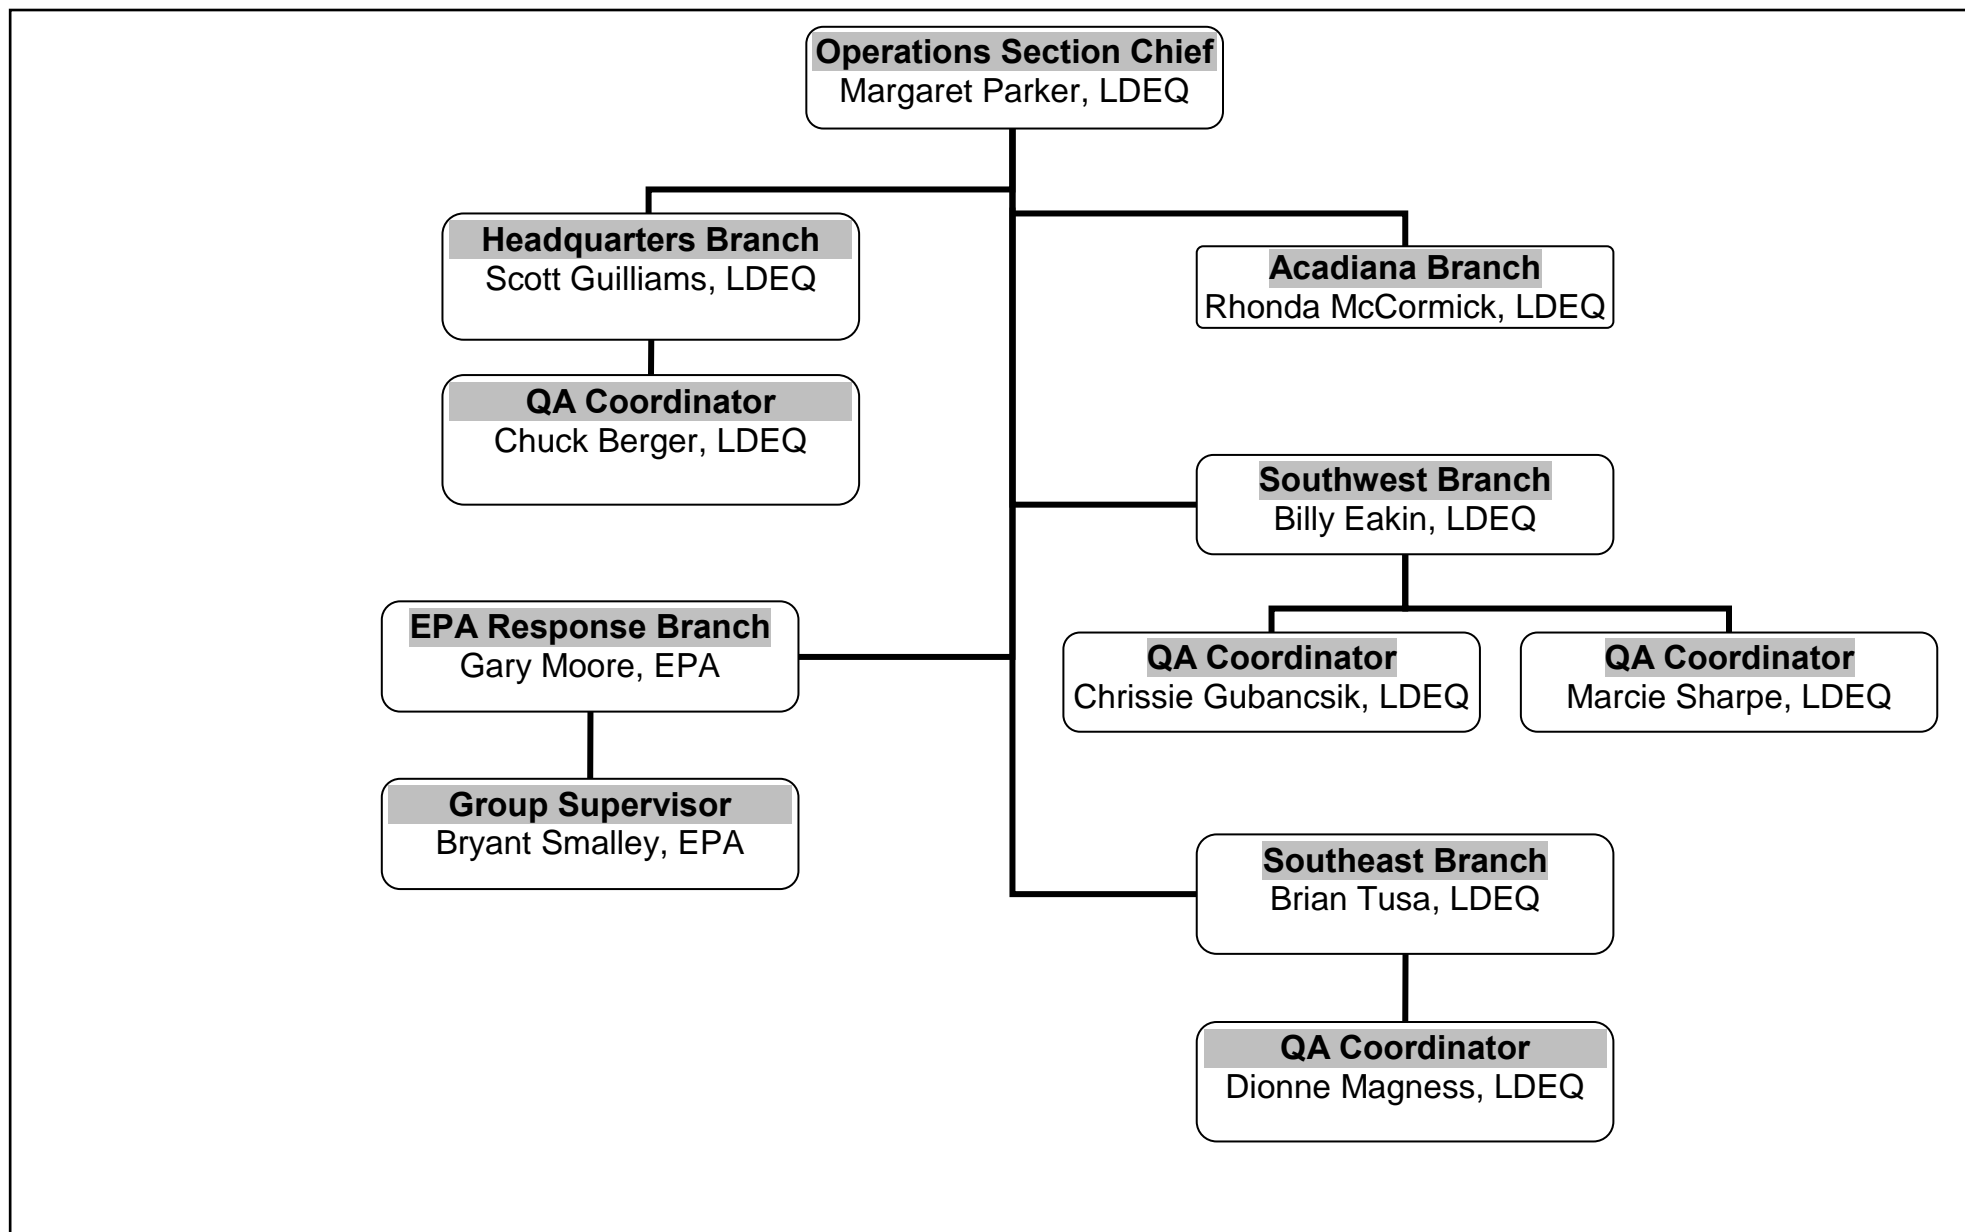 Operations Section Chief
Margaret Parker, LDEQ
Headquarters Branch
Scott Guilliams, LDEQ
Acadiana Branch
Rhonda McCormick, LDEQ
QA Coordinator
Chuck Berger, LDEQ
Southwest Branch
Billy Eakin, LDEQ
EPA Response Branch
Gary Moore, EPA
QA Coordinator
Chrissie Gubancsik, LDEQ
QA Coordinator
Marcie Sharpe, LDEQ
Group Supervisor
Bryant Smalley, EPA
Southeast Branch
Brian Tusa, LDEQ
QA Coordinator
Dionne Magness, LDEQ